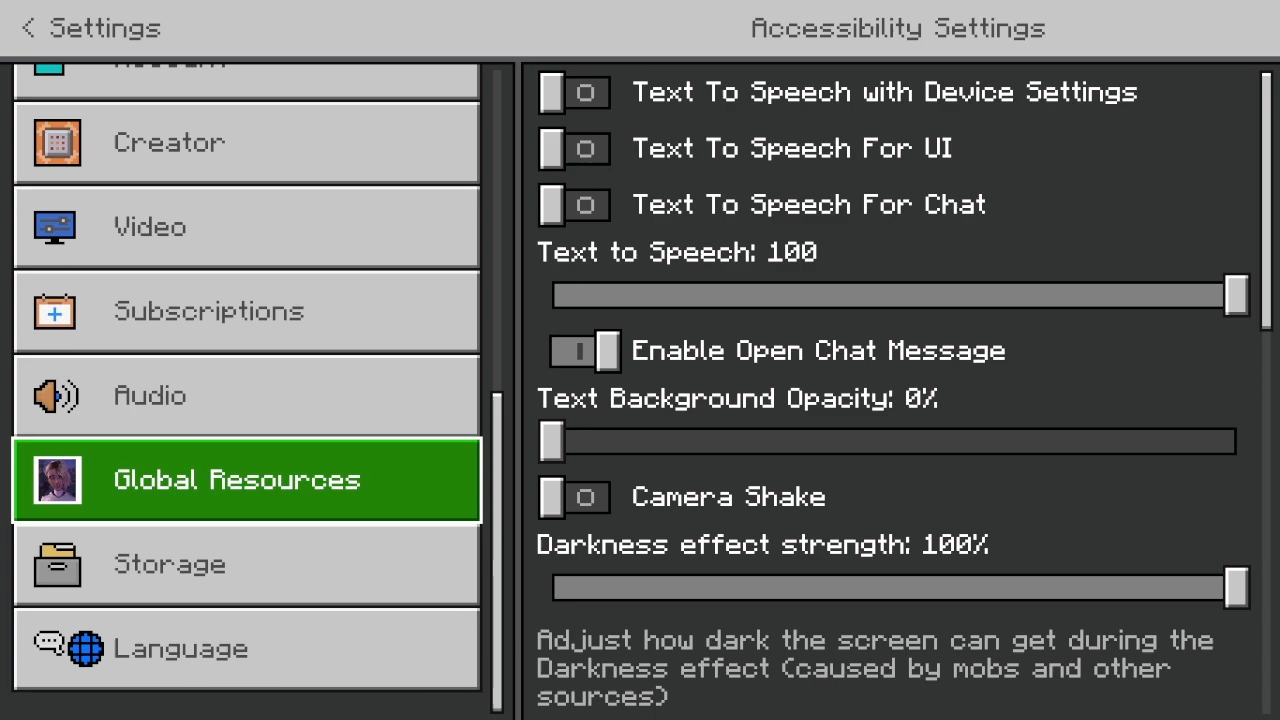 Settings
Accessibility Settings
Creator
Video
Subscriptions
Audio
Global Resources
Storage
Language
Text To Speech with Device Settings
Text To Speech For UI
Text To Speech For Chat
Text to Speech: 100
Enable Open Chat Message
Text Background Opacity: 0%
Camera Shake
Darkness effect strength: 100%
Adjust how dark the screen can get during the
Darkness effect (caused by mobs and other
sources)